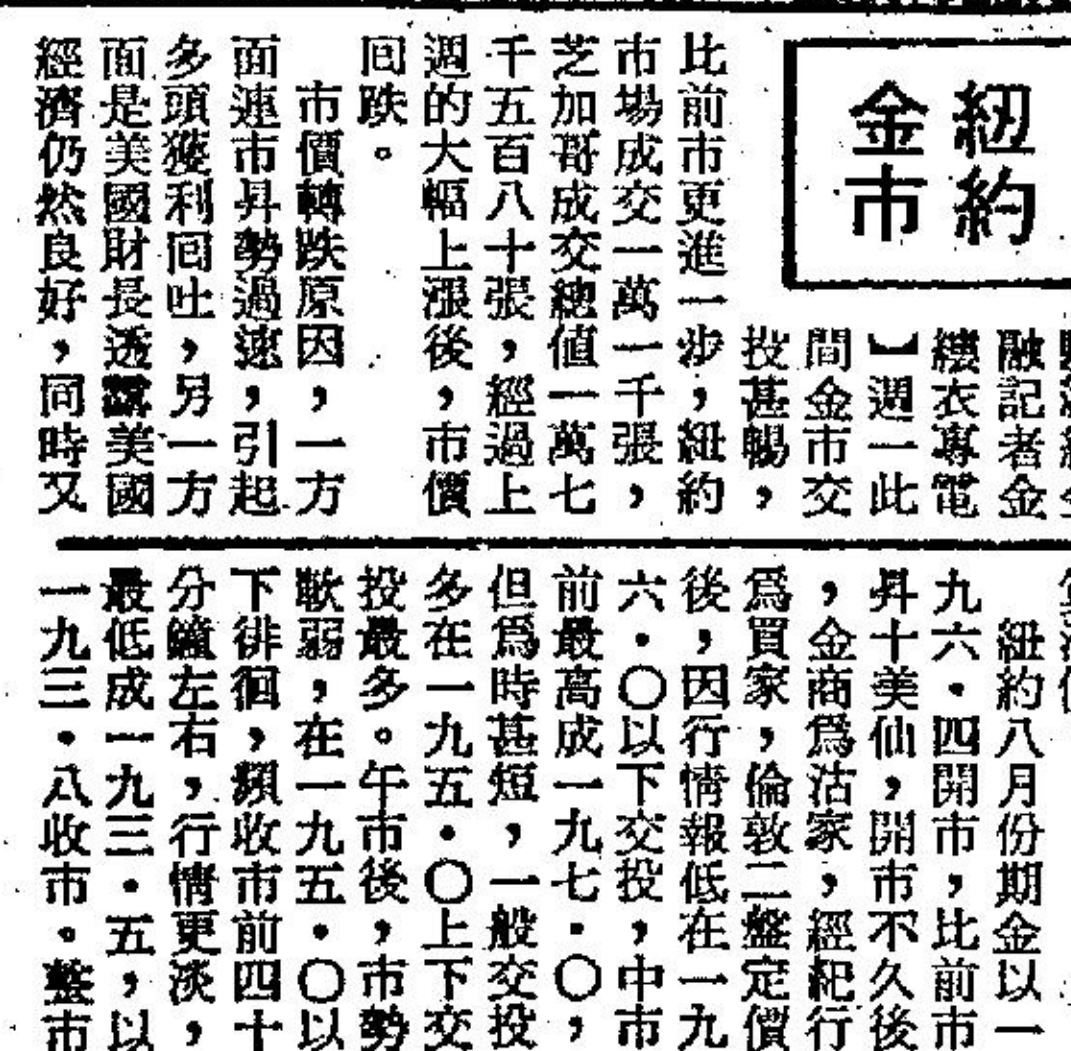 紐約
金市
融記者金
縷衣專電
】週一此
間金市交
投甚暢，
比前市更進一步，紐約
市場成交一萬一千張，
芝加哥成交總值一萬七
千五百八十張，經過上
週的大幅上漲後，市價
回跌。
市價轉跌原因，一方
面連市昇勢過速，引起
多頭獲利回吐，另一方
面是美國財長透露美國
經濟仍然良好，同時又
紐約八月份期金以一
九六．四開市，比前市
昇十美仙，開市不久後
，金商爲沽家，經紀行
爲買家，倫敦二盤定價
後，因行情報低在一九
六．〇以下交投，中市
前最高成一九七．〇，
但爲時甚短，一般交投
多在一九五．〇上下交
投最多。午市後，市勢
軟弱，在一九五．〇以
下徘徊，頻收市前四十
分鐘左右，行情更淡，
最低成一九三．五，以
一九三．八收市。整市